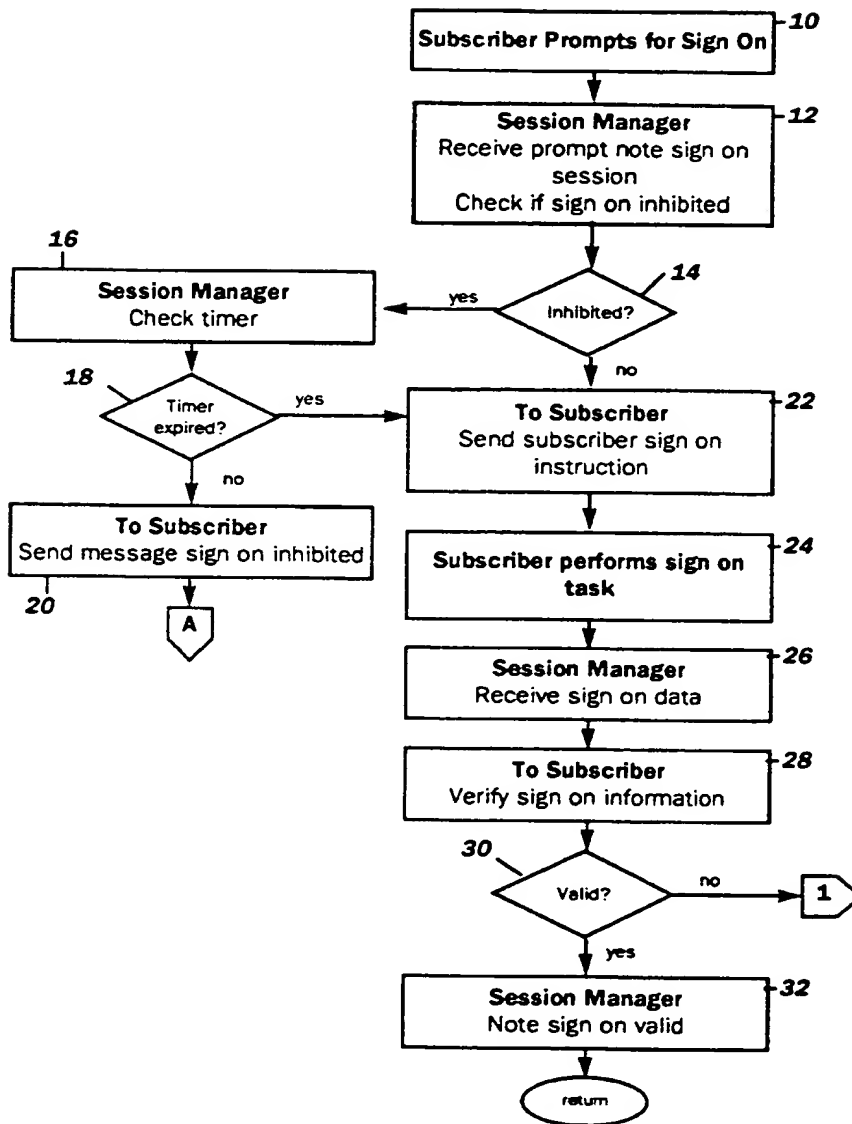 10
Subscriber Prompts for Sign On
12
Session Manager
Receive prompt note sign on
session
Check if sign on inhibited
16
Session Manager
Check timer
yes
14
Inhibited?
no
18
Timer
expired?
yes
22
To Subscriber
Send subscriber sign on
instruction
no
To Subscriber
Send message sign on inhibited
20
A
24
Subscriber performs sign on
task
26
Session Manager
Receive sign on data
28
To Subscriber
Verify sign on information
30
Valid?
no
1
yes
32
Session Manager
Note sign on valid
return